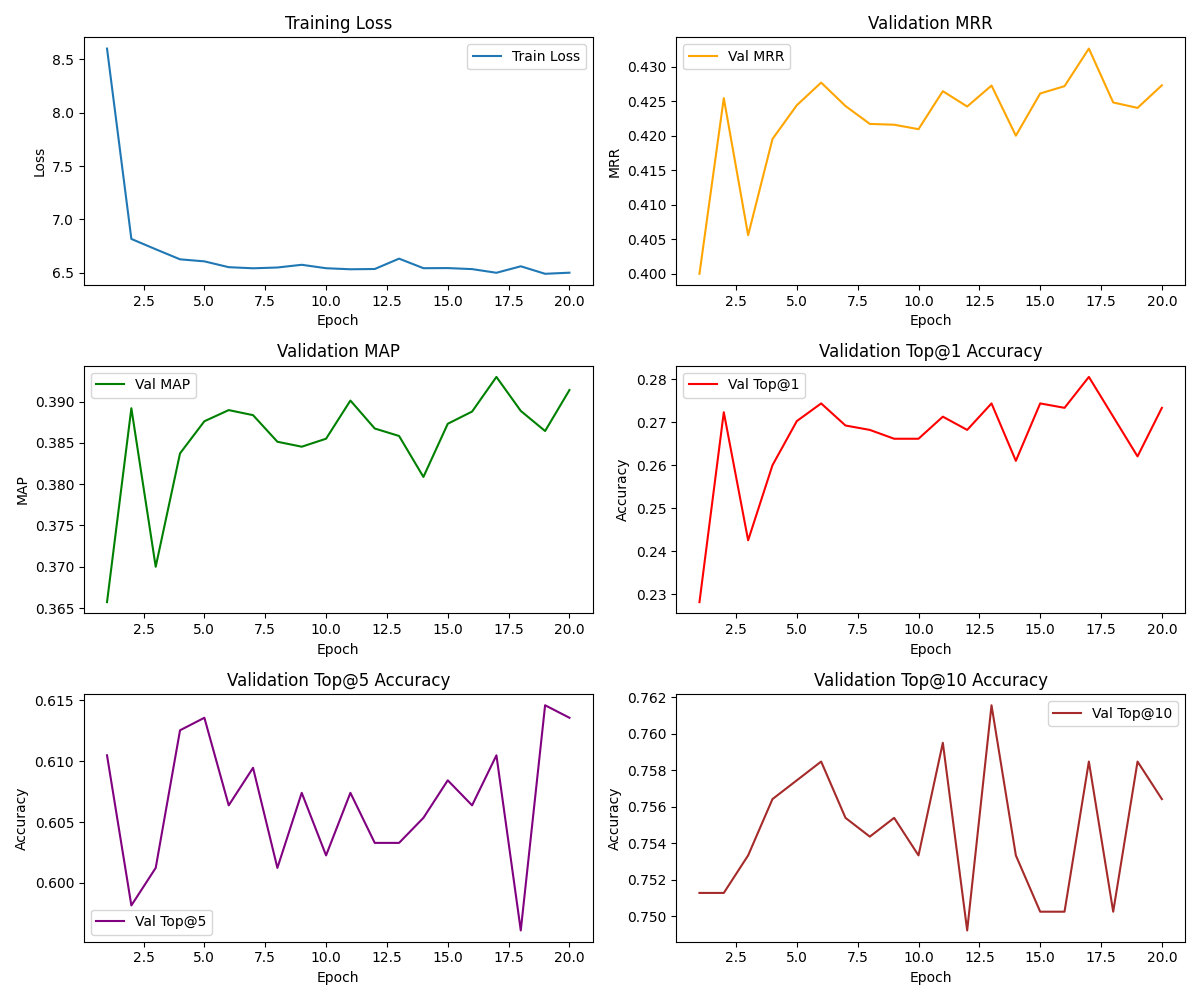 Training Loss
Train Loss
Loss
8.5
8.0
7.5
7.0
6.5
2.5 5.0 7.5 10.0 12.5 15.0 17.5 20.0
Epoch
Validation MRR
Val MRR
MRR
0.430
0.425
0.420
0.415
0.410
0.405
0.400
2.5 5.0 7.5 10.0 12.5 15.0 17.5 20.0
Epoch
Validation MAP
Val MAP
MAP
0.390
0.385
0.380
0.375
0.370
0.365
2.5 5.0 7.5 10.0 12.5 15.0 17.5 20.0
Epoch
Validation Top@1 Accuracy
Val Top@1
Accuracy
0.28
0.27
0.26
0.25
0.24
0.23
2.5 5.0 7.5 10.0 12.5 15.0 17.5 20.0
Epoch
Validation Top@5 Accuracy
Accuracy
0.615
0.610
0.605
0.600
Val Top@5
2.5 5.0 7.5 10.0 12.5 15.0 17.5 20.0
Epoch
Validation Top@10 Accuracy
Val Top@10
Accuracy
0.762
0.760
0.758
0.756
0.754
0.752
0.750
2.5 5.0 7.5 10.0 12.5 15.0 17.5 20.0
Epoch